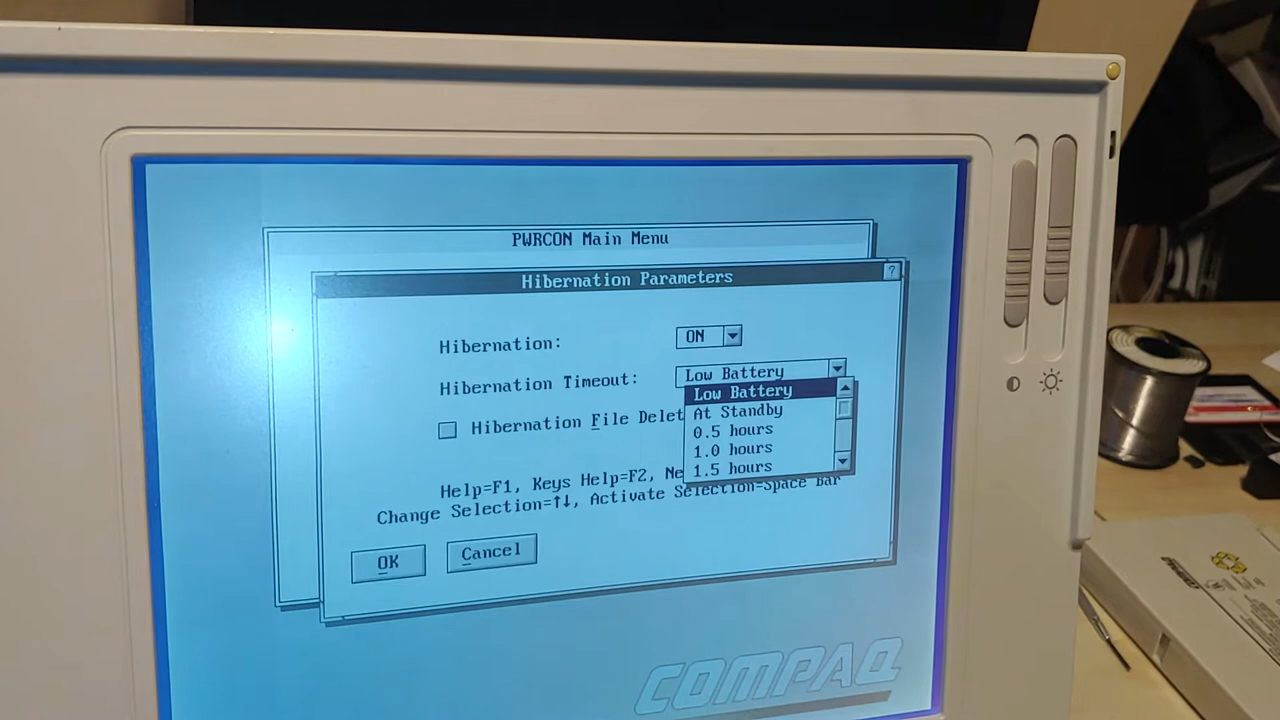 PWRCON Main Menu
Hibernation Parameters
?
Hibernation: ON
Hibernation Timeout: Low Battery
Low Battery
At Standby
0.5 hours
1.0 hours
1.5 hours
Hibernation File Delet
Help=F1, Keys Help=F2, Ne
Change Selection=↑↓, Activate Selection=Space Bar
OK
Cancel
COMPAQ